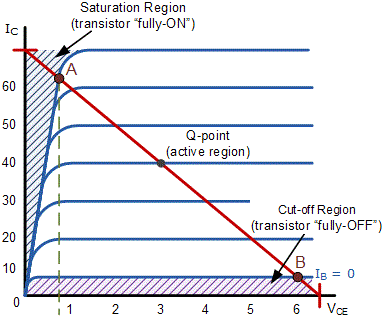 Saturation Region
(transistor “fully-ON”)
IC
A
60
50
Q-point
(active region)
40
30
Cut-off Region
(transistor “fully-OFF”)
20
10
B
IB = 0
0
1
2
3
4
5
6
VCE